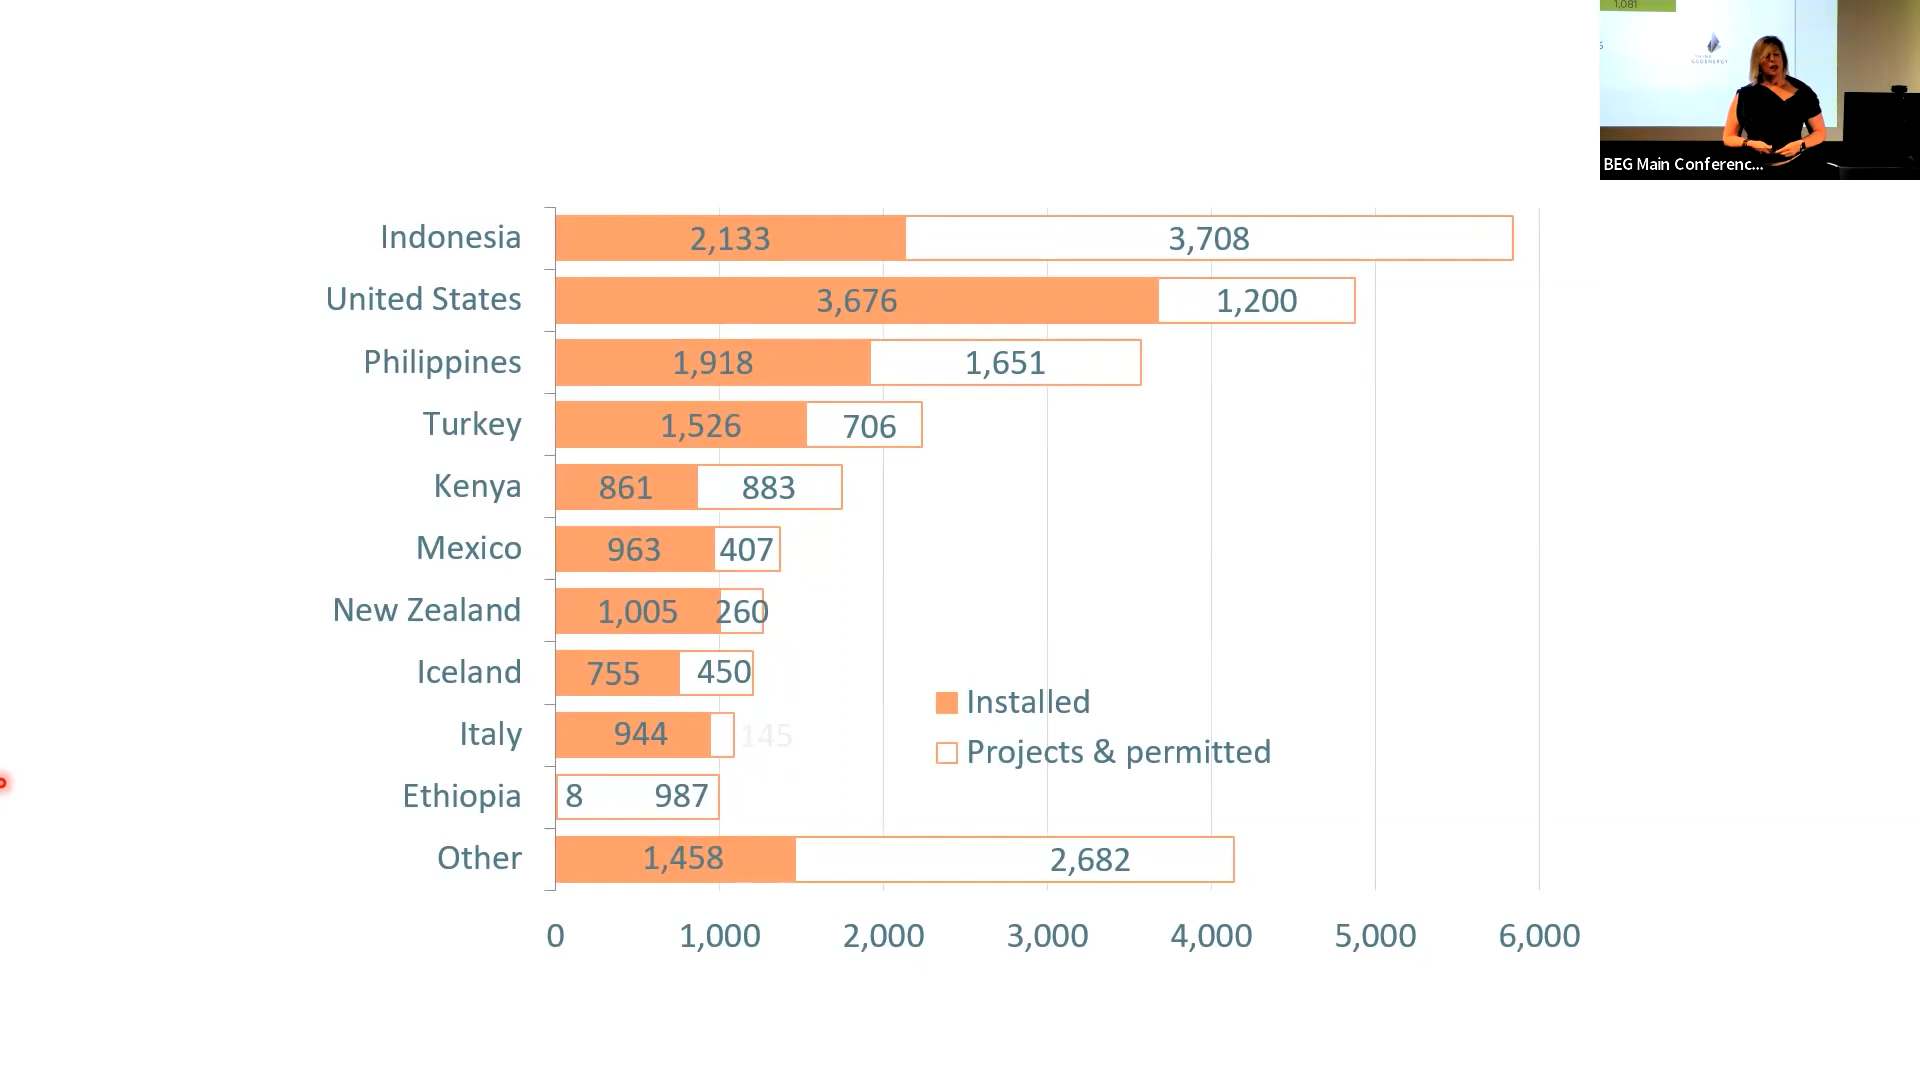 1,081
GEOENERGY
BEG Main Conferenc...
Indonesia 2,133 3,708
United States 3,676 1,200
Philippines 1,918 1,651
Turkey 1,526 706
Kenya 861 883
Mexico 963 407
New Zealand 1,005 260
Iceland 755 450
Italy 944 145
Ethiopia 8 987
Other 1,458 2,682
Installed
Projects & permitted
0 1,000 2,000 3,000 4,000 5,000 6,000